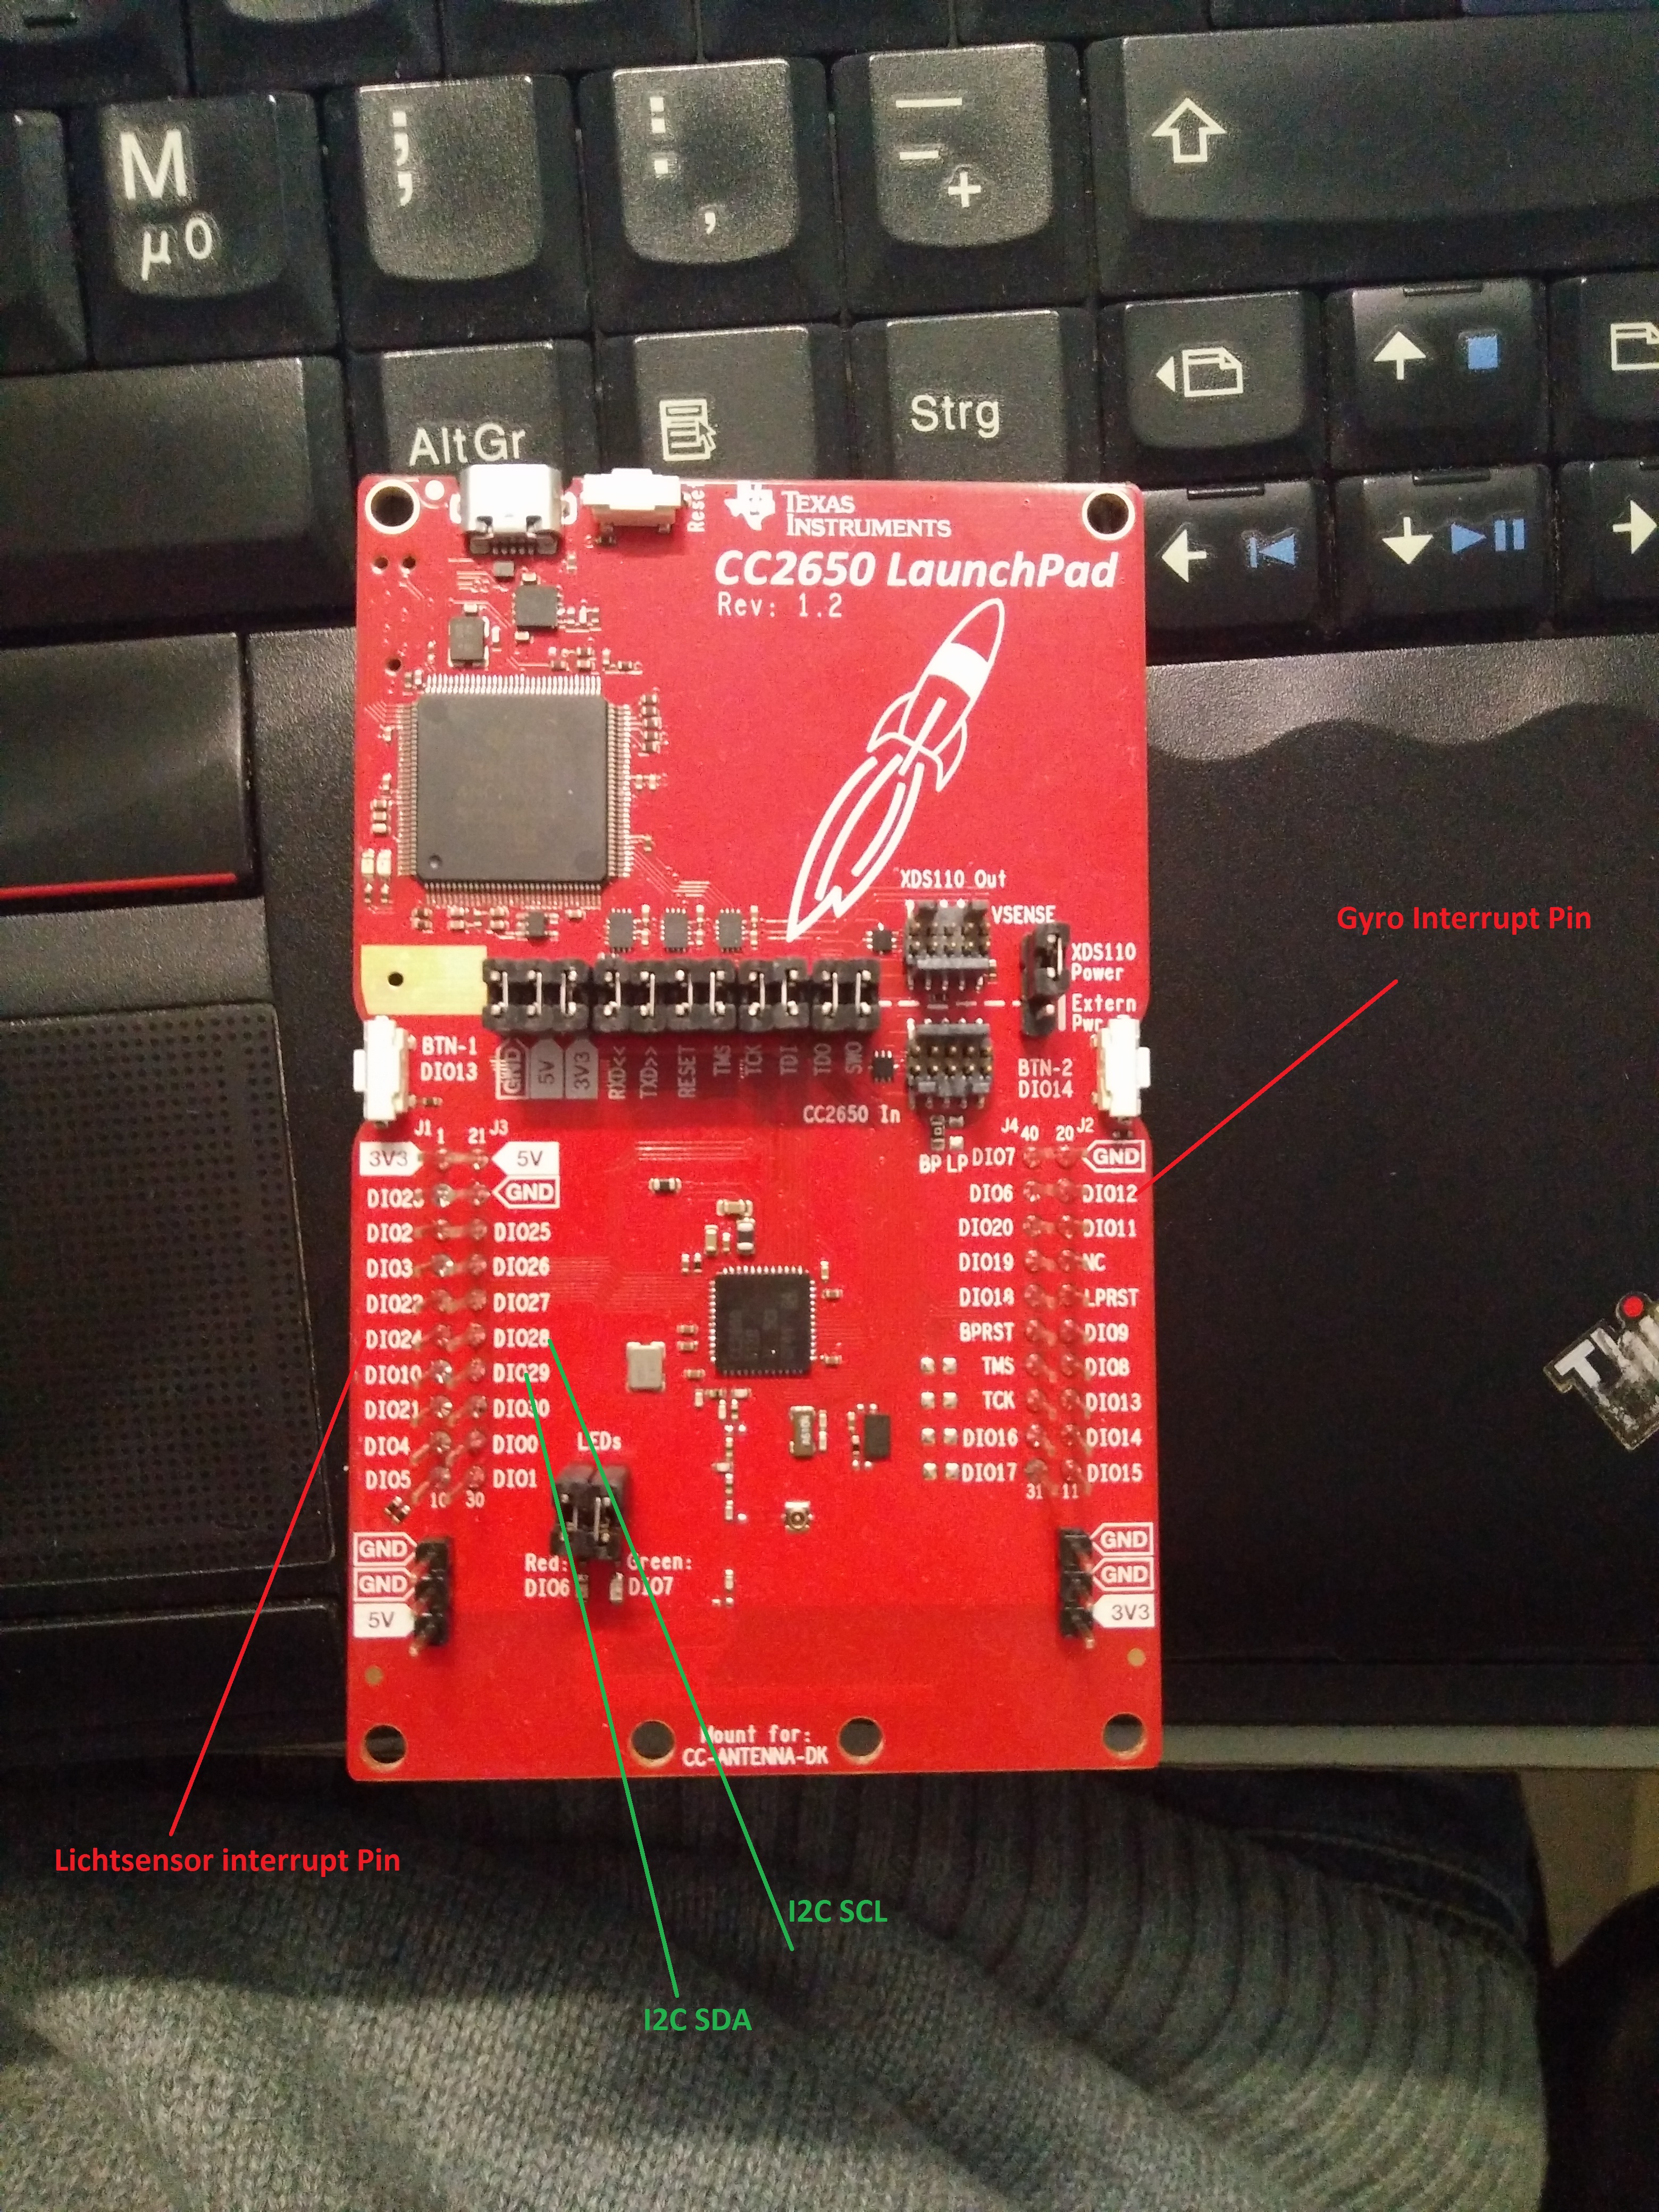 M
µ 0
;
,
:
.
—
-
+
AltGr
Strg
Reset
TEXAS
INSTRUMENTS
CC2650 LaunchPad
Rev: 1.2
XDS110 Out
VSENSE
XDS110
Power
Extern
Pwr
Gyro Interrupt Pin
BTN-1
DIO13
GND
5V
3V3
RXD<<
TXD>>
RESET
TMS
TCK
TDI
TDO
SWO
CC2650 In
BTN-2
DIO14
J1 1 21 J3
J4 40 20 J2
3V3 5V
BP LP DIO7 GND
DIO23 GND
DIO6 DIO12
DIO2 DIO25
DIO20 DIO11
DIO3 DIO26
DIO19 NC
DIO22 DIO27
DIO18 LPRST
DIO24 DIO28
BPRST DIO9
DIO10 DIO29
TMS DIO8
DIO21 DIO30
TCK DIO13
DIO4 DIO0
DIO16 DIO14
DIO5 DIO1
DIO17 DIO15
10 30
31 11
LEDs
Red:
DIO6
Green:
DIO7
GND
GND
5V
GND
GND
3V3
Mount for:
CC-ANTENNA-DK
Lichtsensor interrupt Pin
I2C SCL
I2C SDA